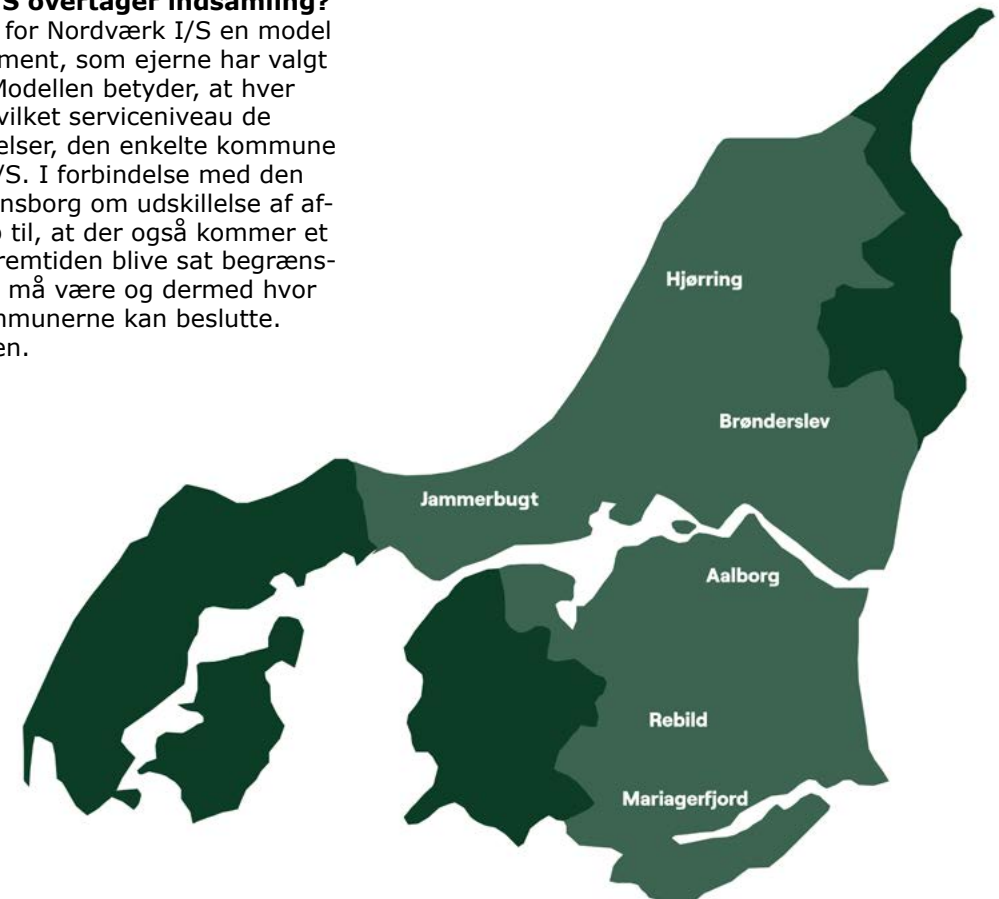 S overtager indsamling?
for Nordværk I/S en model
ment, som ejerne har valgt
Modellen betyder, at hver
vilket serviceniveau de
elser, den enkelte kommune
/S. I forbindelse med den
nsborg om udskillelse af af-
til, at der også kommer et
remtiden blive sat begræns-
må være og dermed hvor
mmunerne kan beslutte.
en.
Hjørring
Brønderslev
Jammerbugt
Aalborg
Rebild
Mariagerfjord